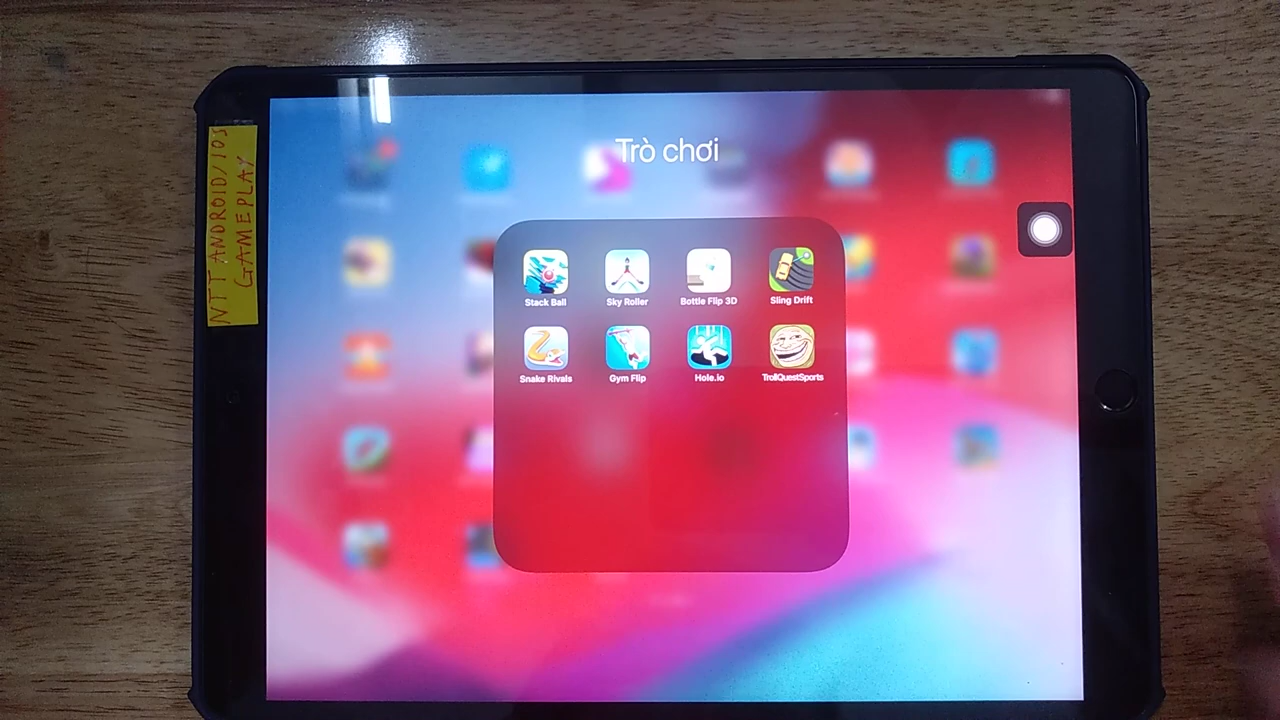 NTT ANDROID/IOS
GAMEPLAY
Trò chơi
Stack Ball
Sky Roller
Bottle Flip 3D
Sling Drift
Snake Rivals
Gym Flip
Hole.io
TrollQuestSports